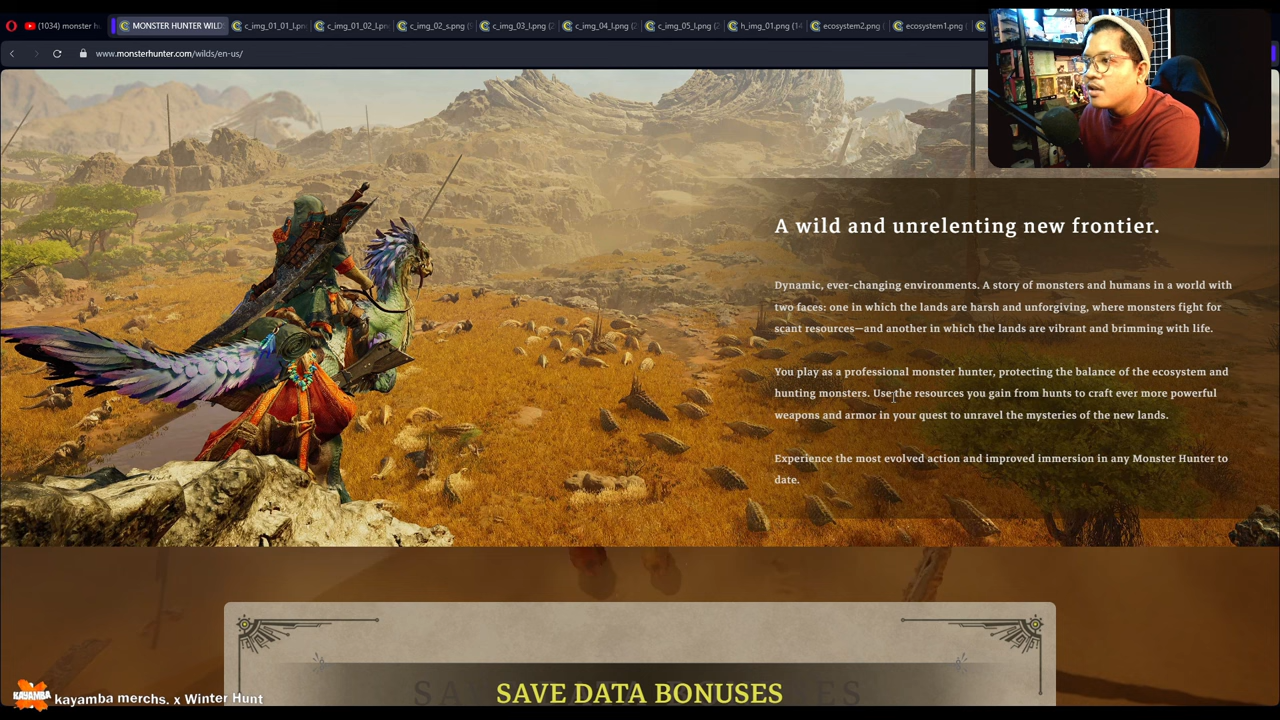 (1034) monster h
MONSTER HUNTER WILD
c_img_01_01_l.pn
c_img_02_s.png (
c_img_03_l.png (
c_img_04_l.png (
c_img_05_l.png (
h_img_01.png (14
ecosystem2.png (
ecosystem1.png (
www.monsterhunter.com/wilds/en-us/
A wild and unrelenting new frontier.
Dynamic, ever-changing environments. A story of monsters and humans in a world with
two faces: one in which the lands are harsh and unforgiving, where monsters fight for
scant resources—and another in which the lands are vibrant and brimming with life.
You play as a professional monster hunter, protecting the balance of the ecosystem and
hunting monsters. Use the resources you gain from hunts to craft ever more powerful
weapons and armor in your quest to unravel the mysteries of the new lands.
Experience the most evolved action and improved immersion in any Monster Hunter to
date.
SAVE DATA BONUSES
KAYAMBA
kayamba merchs. x Winter Hunt